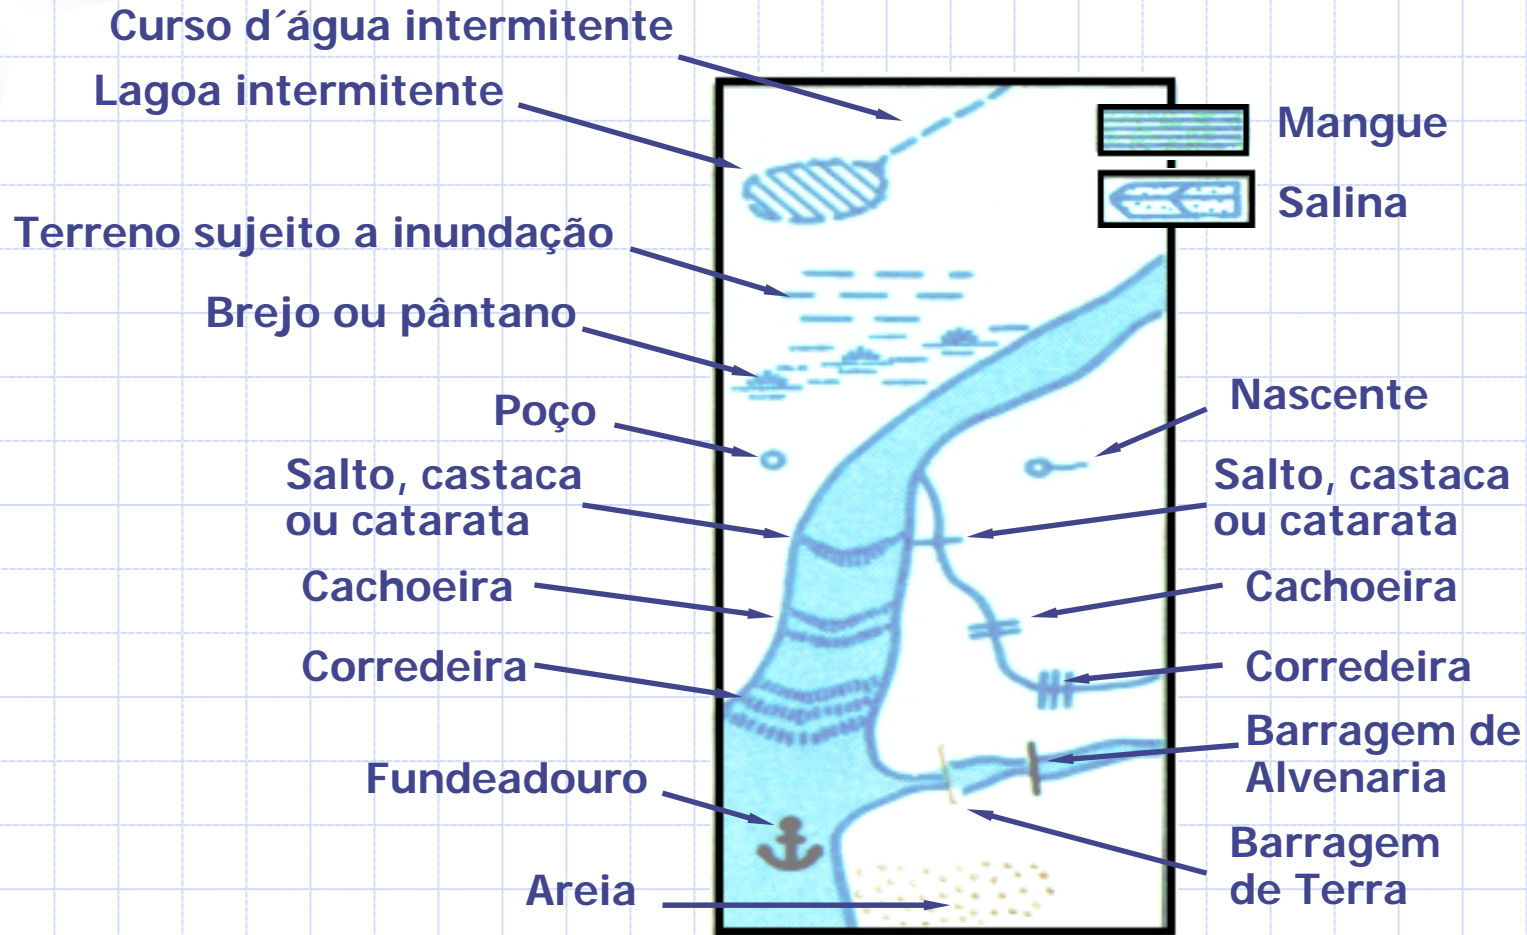 Curso d´água intermitente
Lagoa intermitente
Mangue
Salina
Terreno sujeito a inundação
Brejo ou pântano
Poço
Nascente
Salto, castaca
ou catarata
Salto, castaca
ou catarata
Cachoeira
Cachoeira
Corredeira
Corredeira
Barragem de
Alvenaria
Fundeadouro
Barragem
de Terra
Areia